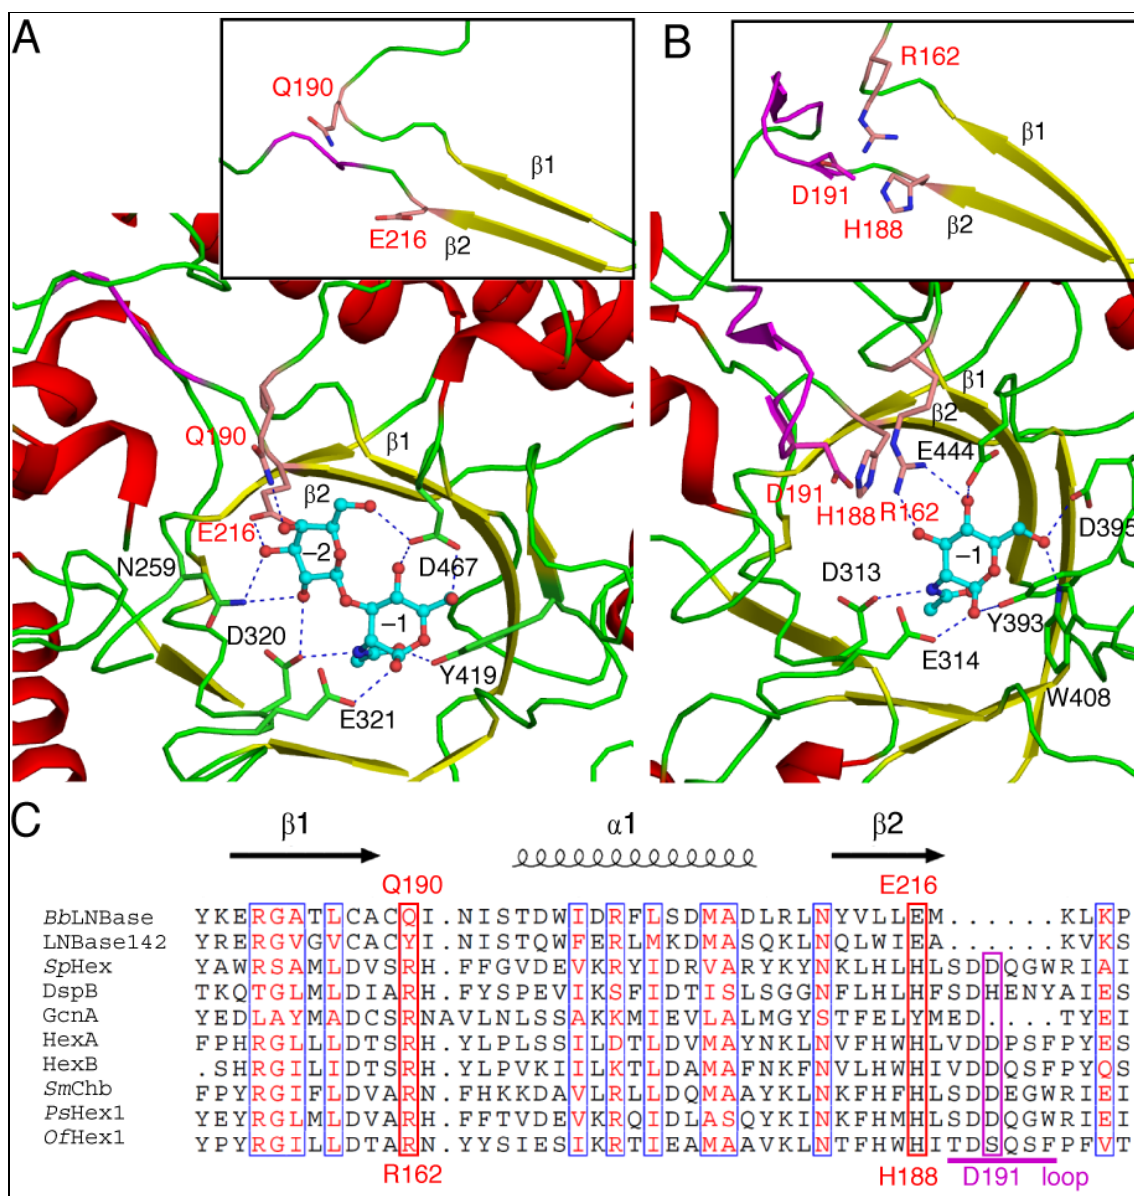 A
B
Q190
β1
E216
β2
R162
β1
D191
β2
H188
Q190
β1
β2
E216
–2
N259
D467
D320
–1
Y419
E321
β1
β2
E444
D191
H188
R162
–1
D395
D313
Y393
E314
W408
C
β1 α1 β2
Q190 E216
BbLNBase YKERGATLCACQI.NISTDWIDRFLSDMADLRLNYVLLEM......KLKP
LNBase142 YRERGVGVCACYI.NISTQWFERLMKDMASQKLNQLWIEA......KVKS
SpHex YAWRSAMLDVSRH.FFGVDEVKRYIDRVARYKYNKLHLHLSDDQGWRIAI
DspB TKQTGLMLDIARH.FYSPEVIKSFIDTISLSGGNFLHLHFSDHENYAIES
GcnA YEDLAYMADCSRNAVLNLSSAKKMIEVLALMGYSTFELYMED....TYEI
HexA FPHRGLLLDTSRH.YLPLSSILDTLDVMAYNKLNVFHWHLVDDPSFPYES
HexB .SHRGILIDTSRH.YLPVKIILKTLDAMAFNKFNVLHWHIVDDQSFPYQS
SmChb FPYRGIFLDVARN.FHKKDAVLRLLDQMAAYKLNKFHFHLSDDEGWRIEI
PsHex1 YEYRGLMLDVARH.FFTVDEVKRQIDLASQYKINKFHMHLSDDQGWRIEI
OfHex1 YPYRGILLDTARN.YYSIESIKRTIEAMAAVKLNTFHWHITDSQSFPFVT
R162 H188 D191 loop